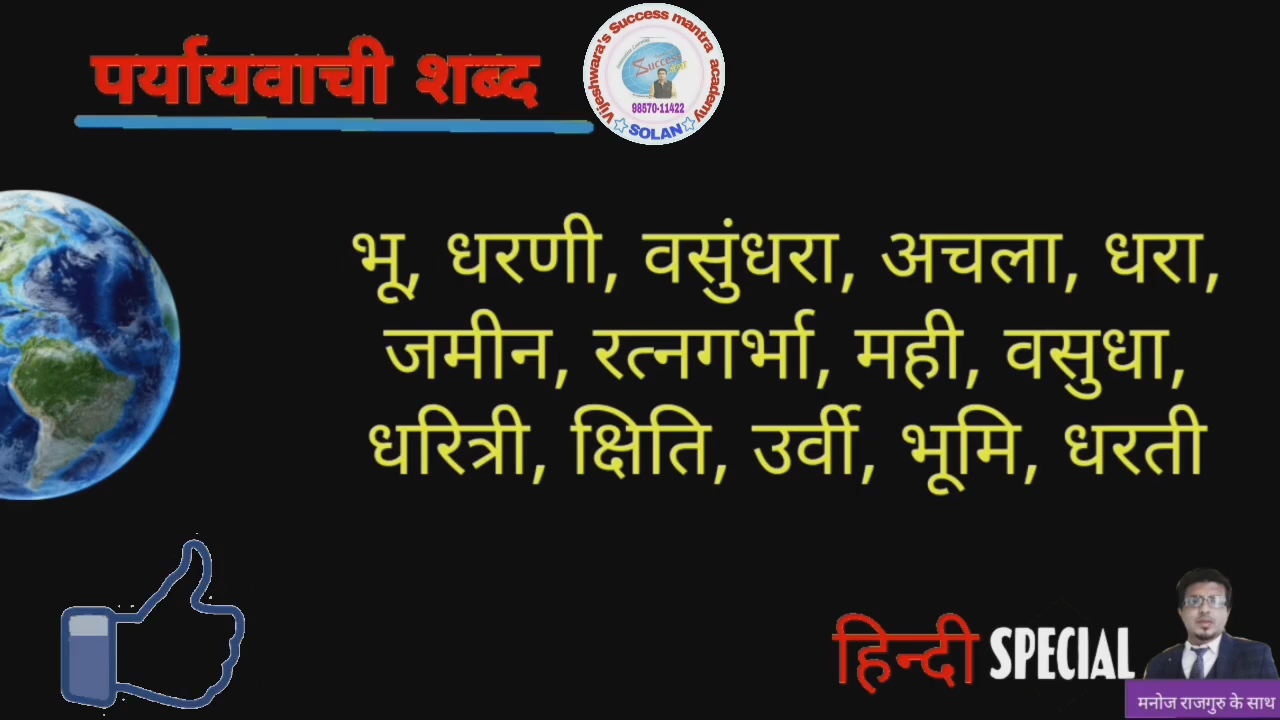 पर्यायवाची शब्द
Vijeshwara's Success mantra academy
Success
98570-11422
SOLAN
भू, धरणी, वसुंधरा, अचला, धरा,
जमीन, रत्नगर्भा, मही, वसुधा,
धरित्री, क्षिति, उर्वी, भूमि, धरती
हिन्दी SPECIAL
मनोज राजगुरु के साथ